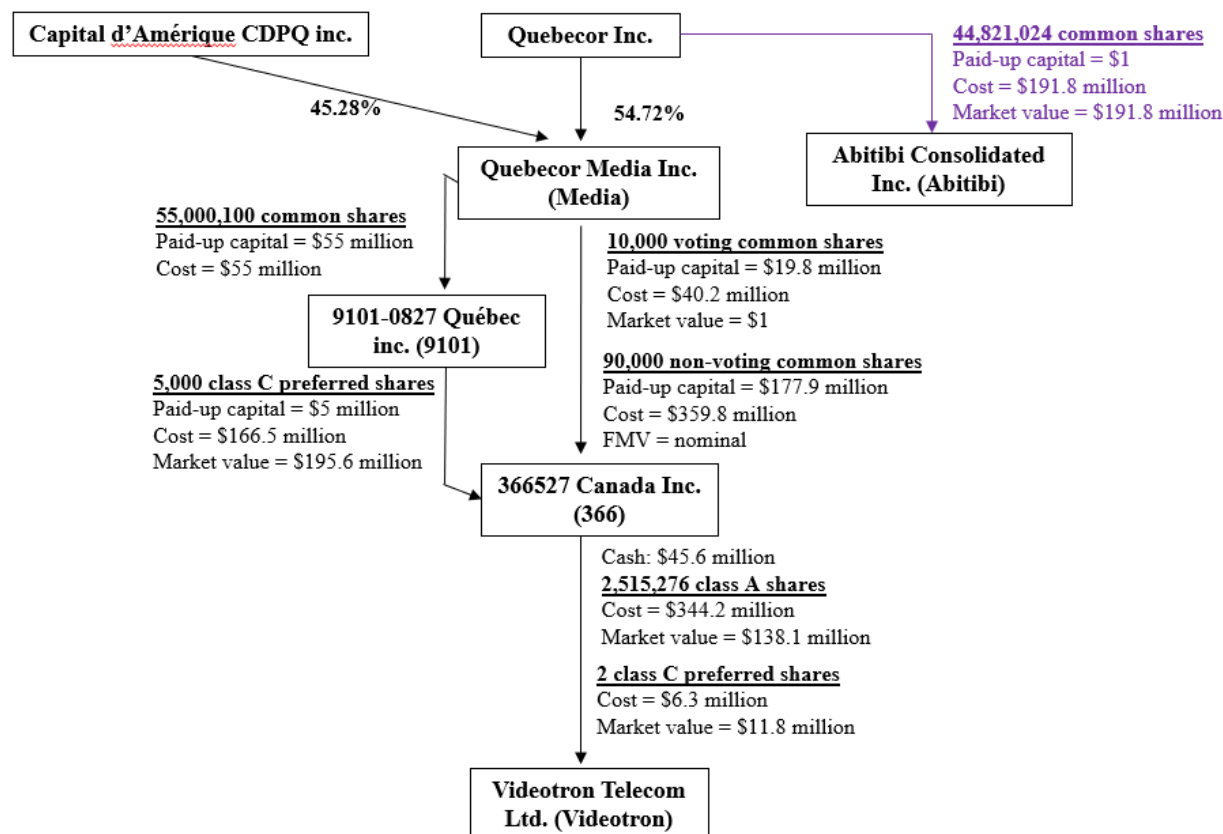 Capital d’Amérique CDPQ inc.
Quebecor Inc.
44,821,024 common shares
Paid-up capital = $1
Cost = $191.8 million
Market value = $191.8 million
45.28%
54.72%
Quebecor Media Inc.
(Media)
Abitibi Consolidated
Inc. (Abitibi)
55,000,100 common shares
Paid-up capital = $55 million
Cost = $55 million
10,000 voting common shares
Paid-up capital = $19.8 million
Cost = $40.2 million
Market value = $1
9101-0827 Québec
inc. (9101)
90,000 non-voting common shares
Paid-up capital = $177.9 million
Cost = $359.8 million
FMV = nominal
5,000 class C preferred shares
Paid-up capital = $5 million
Cost = $166.5 million
Market value = $195.6 million
366527 Canada Inc.
(366)
Cash: $45.6 million
2,515,276 class A shares
Cost = $344.2 million
Market value = $138.1 million
2 class C preferred shares
Cost = $6.3 million
Market value = $11.8 million
Videotron Telecom
Ltd. (Videotron)